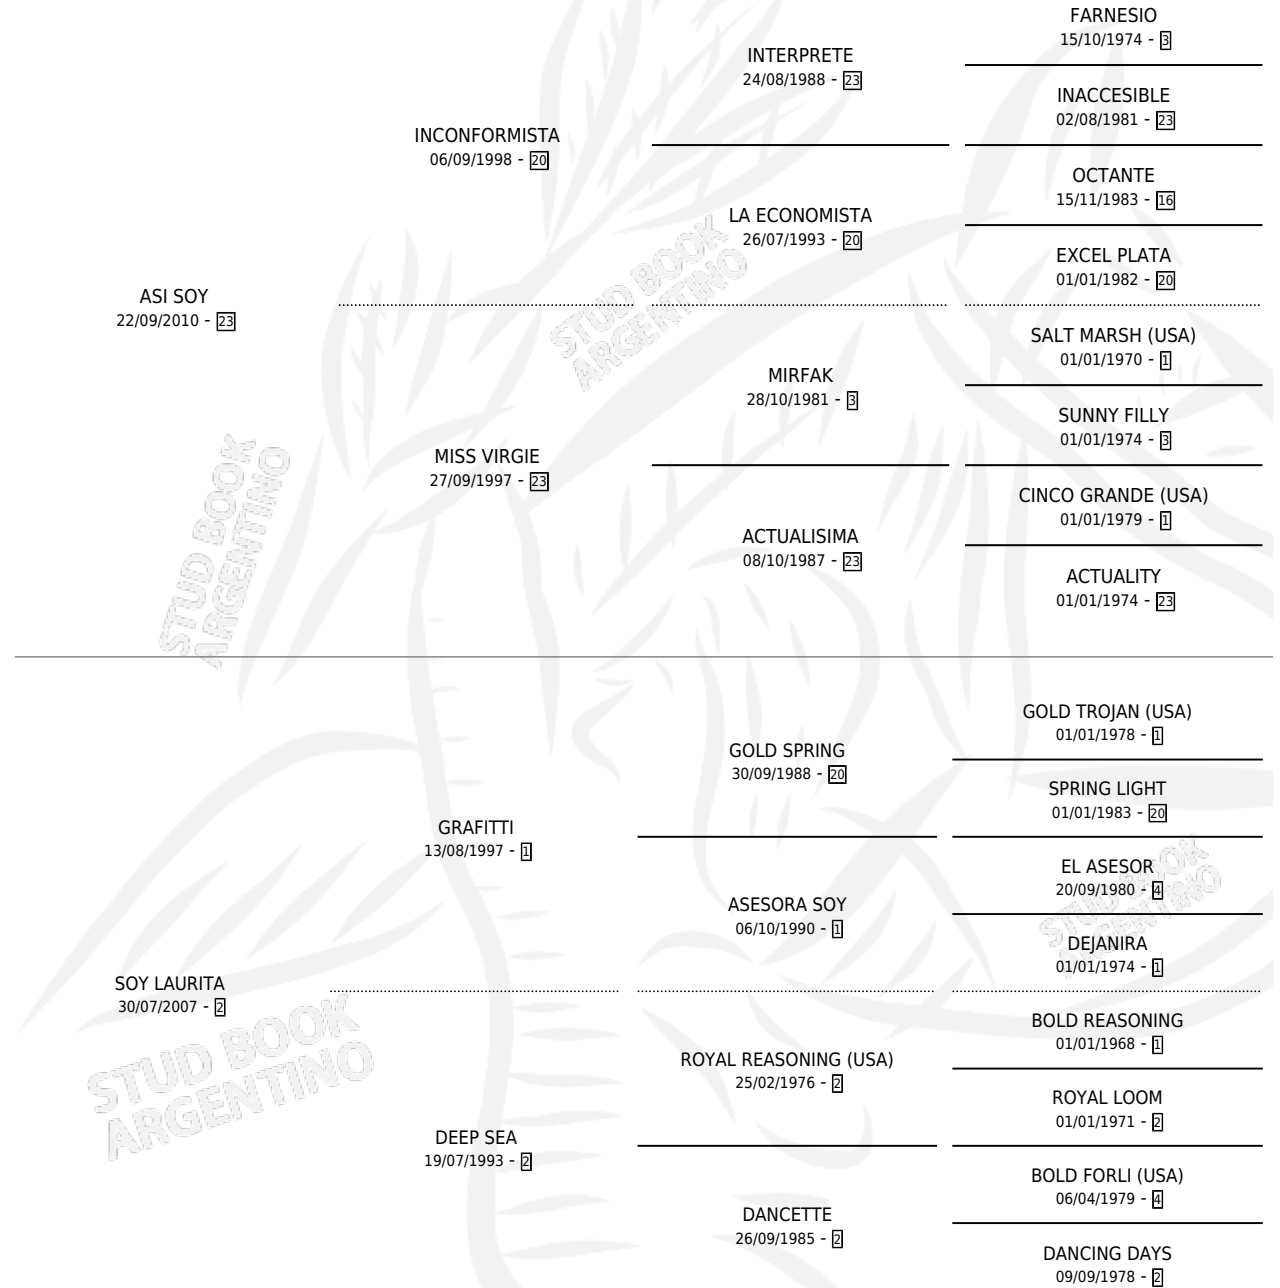 FARNESIO
15/10/1974 - 3
INTERPRETE
24/08/1988 - 23
INACCESIBLE
02/08/1981 - 23
INCONFORMISTA
06/09/1998 - 20
OCTANTE
15/11/1983 - 16
LA ECONOMISTA
26/07/1993 - 20
EXCEL PLATA
01/01/1982 - 20
ASI SOY
22/09/2010 - 23
SALT MARSH (USA)
01/01/1970 - 1
MIRFAK
28/10/1981 - 3
SUNNY FILLY
01/01/1974 - 3
MISS VIRGIE
27/09/1997 - 23
CINCO GRANDE (USA)
01/01/1979 - 1
ACTUALISIMA
08/10/1987 - 23
ACTUALITY
01/01/1974 - 23
GOLD TROJAN (USA)
01/01/1978 - 1
GOLD SPRING
30/09/1988 - 20
SPRING LIGHT
01/01/1983 - 20
GRAFITTI
13/08/1997 - 1
EL ASESOR
20/09/1980 - 4
ASESORA SOY
06/10/1990 - 1
DEJANIRA
01/01/1974 - 1
SOY LAURITA
30/07/2007 - 2
BOLD REASONING
01/01/1968 - 1
ROYAL REASONING (USA)
25/02/1976 - 2
ROYAL LOOM
01/01/1971 - 2
DEEP SEA
19/07/1993 - 2
BOLD FORLI (USA)
06/04/1979 - 4
DANCETTE
26/09/1985 - 2
DANCING DAYS
09/09/1978 - 2
STUD BOOK
ARGENTINO
STUD BOOK
ARGENTINO
STUD BOOK
ARGENTINO
STUD BOOK
ARGENTINO